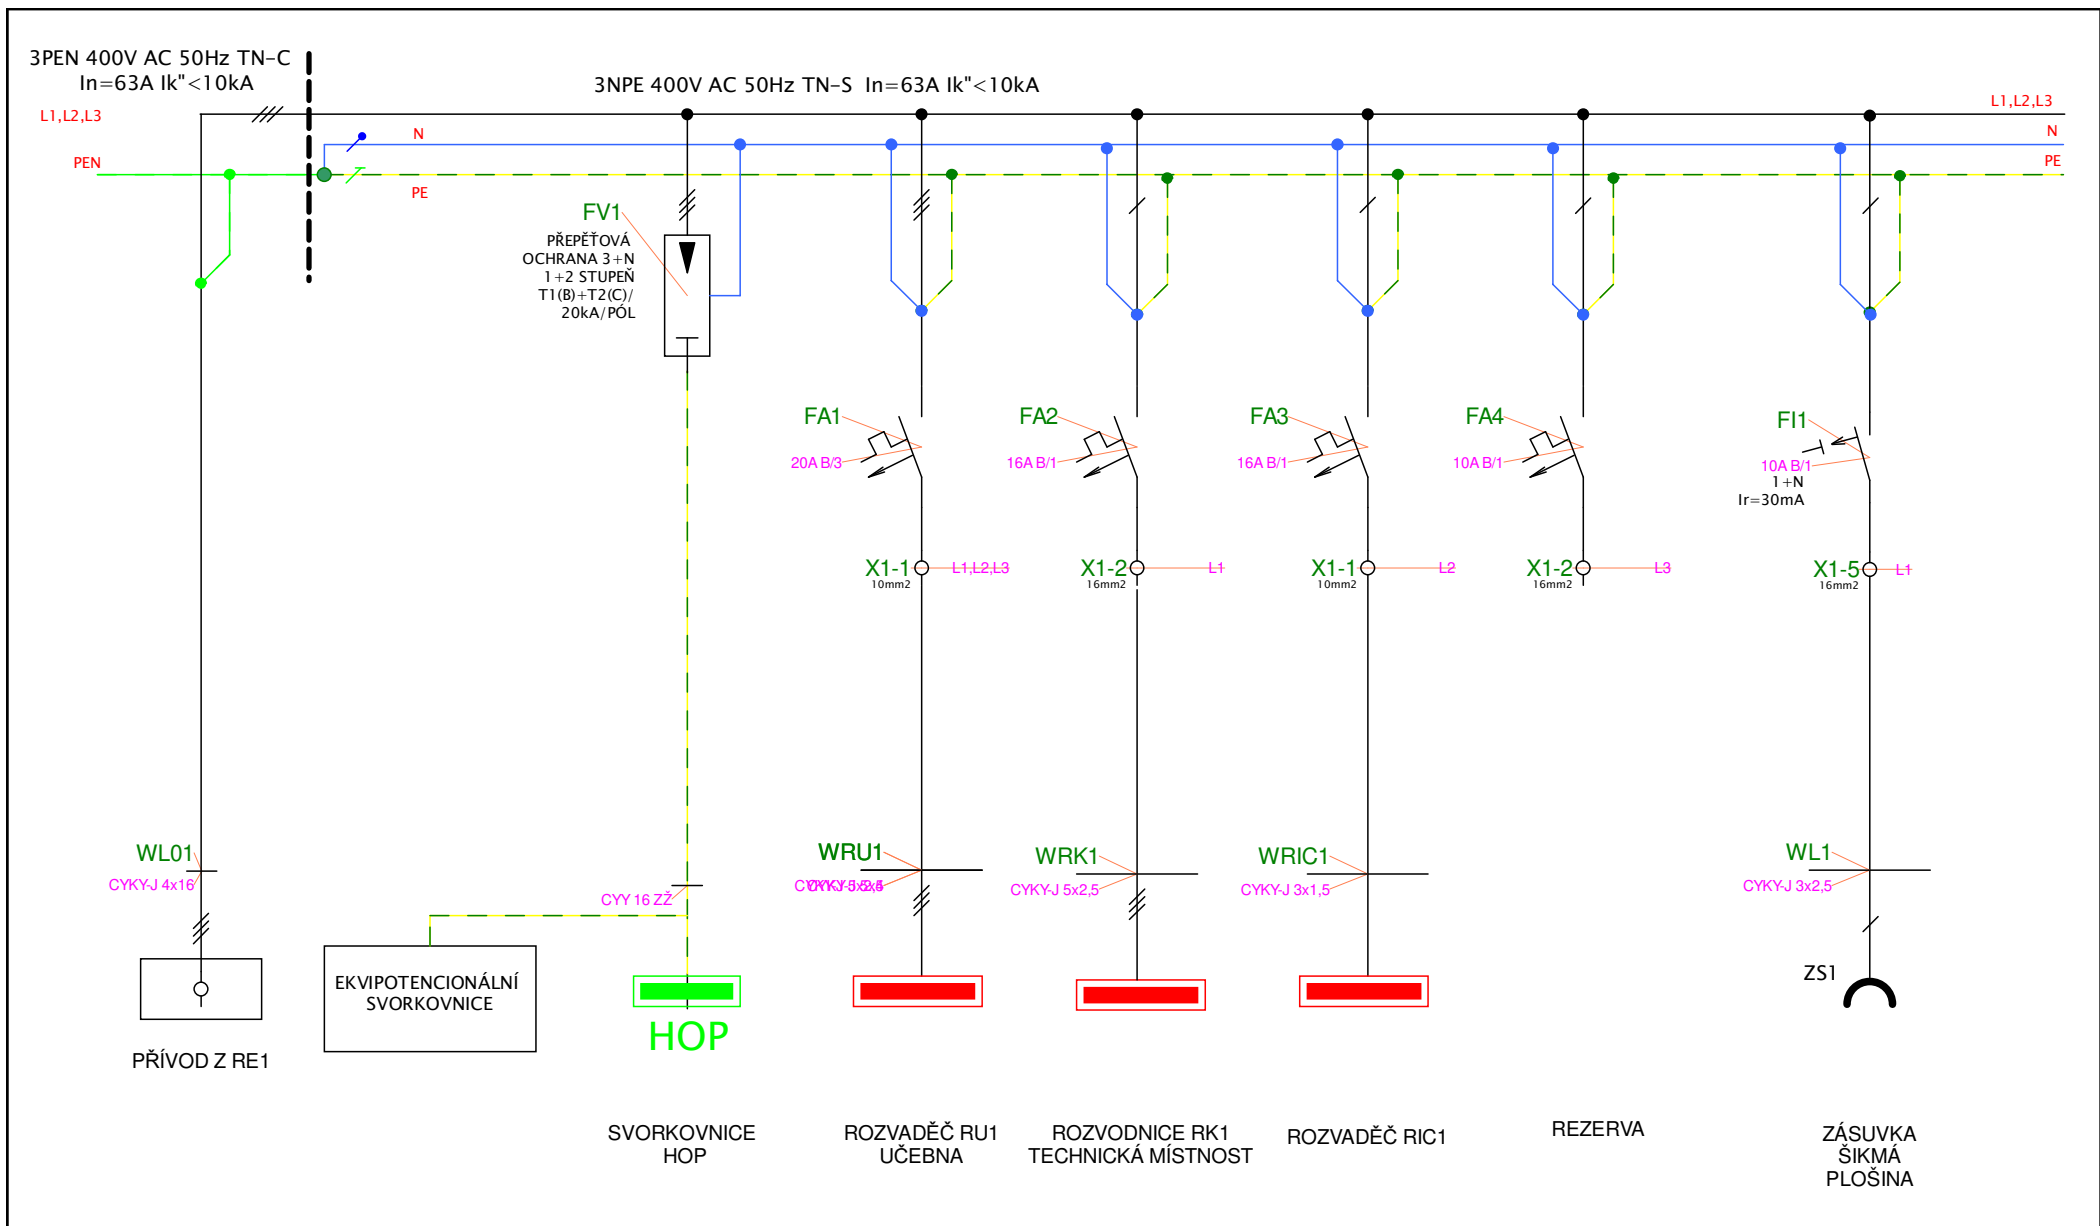 3PEN 400V AC 50Hz TN-C
In=63A Ik"<10kA
3NPE 400V AC 50Hz TN-S In=63A Ik"<10kA
L1,L2,L3
L1,L2,L3
N
N
PEN
PE
PE
FV1
PŘEPĚŤOVÁ
OCHRANA 3+N
1+2 STUPEŇ
T1(B)+T2(C)/
20kA/PÓL
FA1
20A B/3
FA2
16A B/1
FA3
16A B/1
FA4
10A B/1
FI1
10A B/1
1+N
Ir=30mA
X1-1
10mm2
L1,L2,L3
X1-2
16mm2
L1
X1-1
10mm2
L2
X1-2
16mm2
L3
X1-5
16mm2
L1
WL01
CYKY-J 4x16
CYY 16 ZŽ
WRU1
WRK1
CYKY-J 5x2,5
WRIC1
CYKY-J 3x1,5
WL1
CYKY-J 3x2,5
ZS1
EKVIPOTENCIONÁLNÍ
SVORKOVNICE
HOP
PŘÍVOD Z RE1
SVORKOVNICE
HOP
ROZVADĚČ RU1
UČEBNA
ROZVODNICE RK1
TECHNICKÁ MÍSTNOST
ROZVADĚČ RIC1
REZERVA
ZÁSUVKA
ŠIKMÁ
PLOŠINA